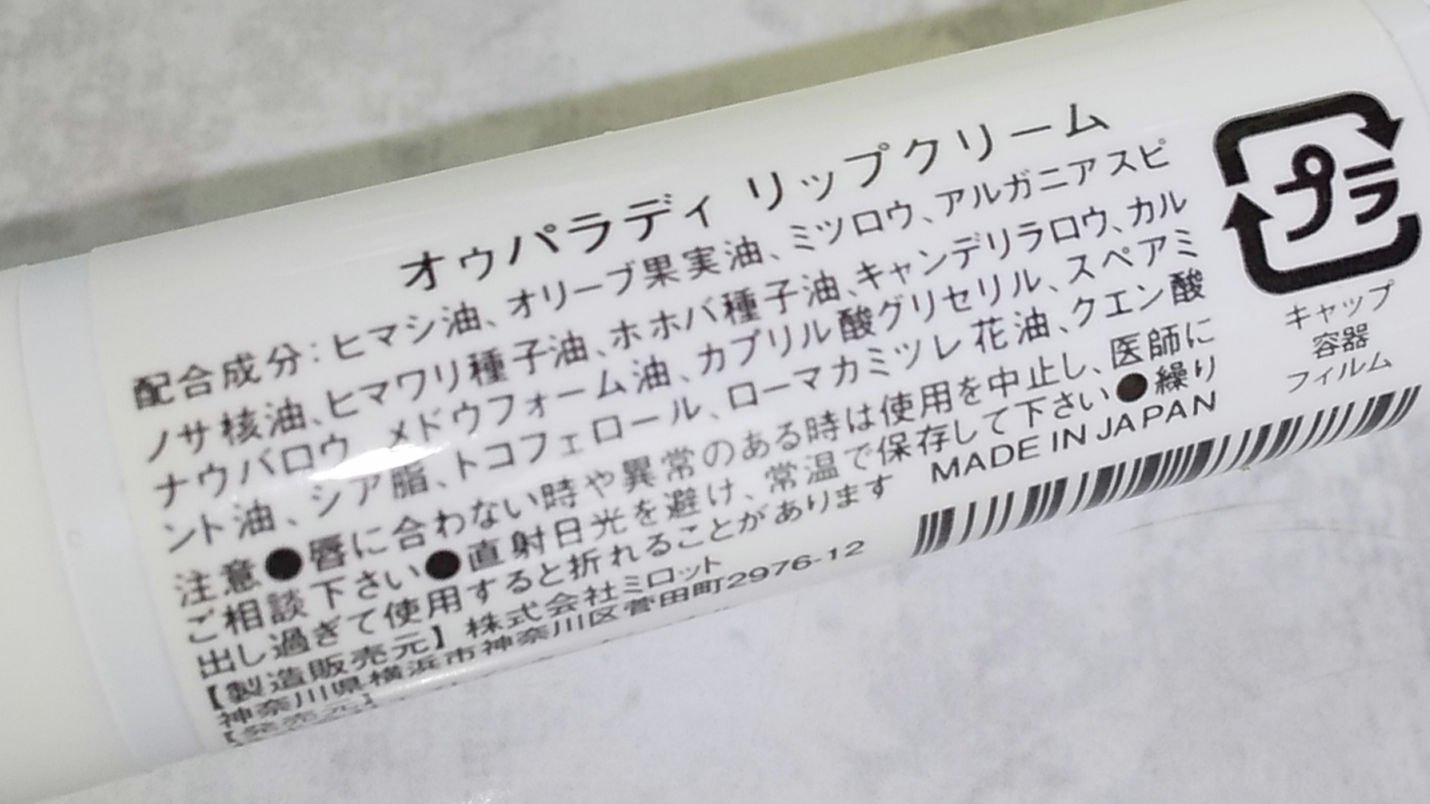 オゥパラディ リップクリーム
配合成分：ヒマシ油、オリーブ果実油、ミツロウ、アルガニアスピ
ノサ核油、ヒマワリ種子油、ホホバ種子油、キャンデリラロウ、カル
ナウバロウ、メドウフォーム油、カプリル酸グリセリル、スペアミ
ント油、シア脂、トコフェロール、ローマカミツレ花油、クエン酸
注意●唇に合わない時や異常のある時は使用を中止し、医師に
ご相談下さい●直射日光を避け、常温で保存して下さい●繰り
出し過ぎて使用すると折れることがあります MADE IN JAPAN
【製造販売元】株式会社ミロット
神奈川県横浜市神奈川区菅田町2976-12
【発売元】
プラ
キャップ
容器
フィルム